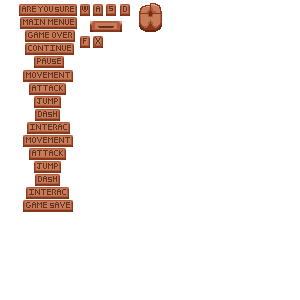 ARE YOU SURE W A S D
MAIN MENUE
GAME OVER F X
CONTINUE
PAUSE
MOVEMENT
ATTACK
JUMP
DASH
INTERAC
MOVEMENT
ATTACK
JUMP
DASH
INTERAC
GAME SAVE